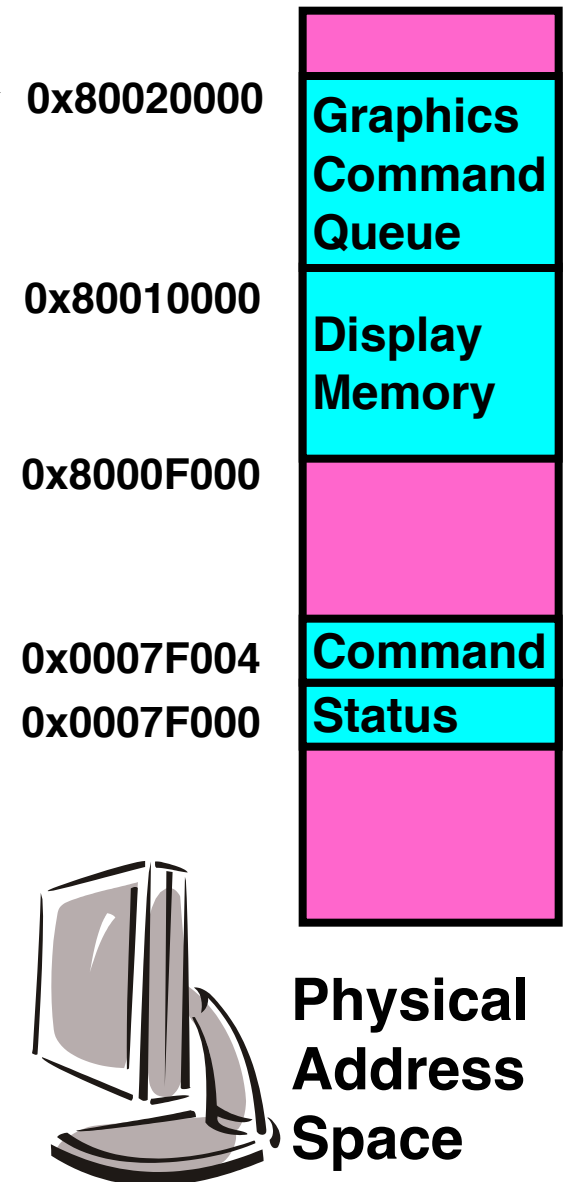 0x80020000
Graphics
Command
Queue
0x80010000
Display
Memory
0x8000F000
0x0007F004
Command
0x0007F000
Status
Physical
Address
Space